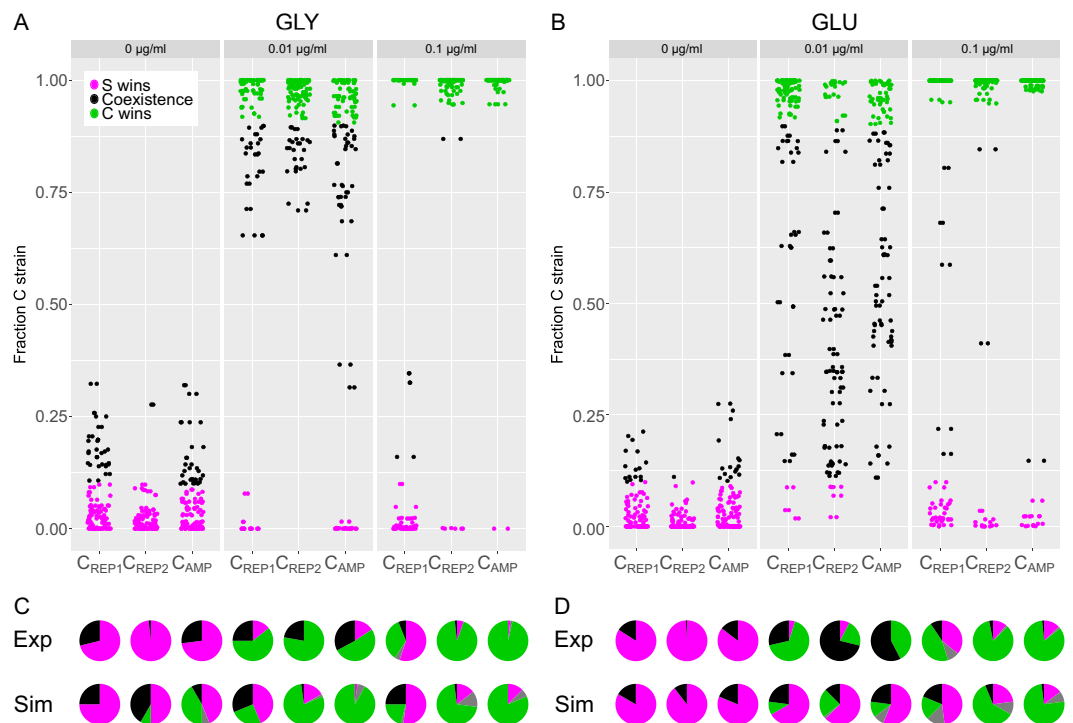 A GLY B GLU
0 µg/ml 0.01 µg/ml 0.1 µg/ml 0 µg/ml 0.01 µg/ml 0.1 µg/ml
S wins
Coexistence
C wins
Fraction C strain
1.00
0.75
0.50
0.25
0.00
Fraction C strain
1.00
0.75
0.50
0.25
0.00
CREP1 CREP2 CAMP CREP1 CREP2 CAMP CREP1 CREP2 CAMP
CREP1 CREP2 CAMP CREP1 CREP2 CAMP CREP1 CREP2 CAMP
C
Exp
Sim
D
Exp
Sim